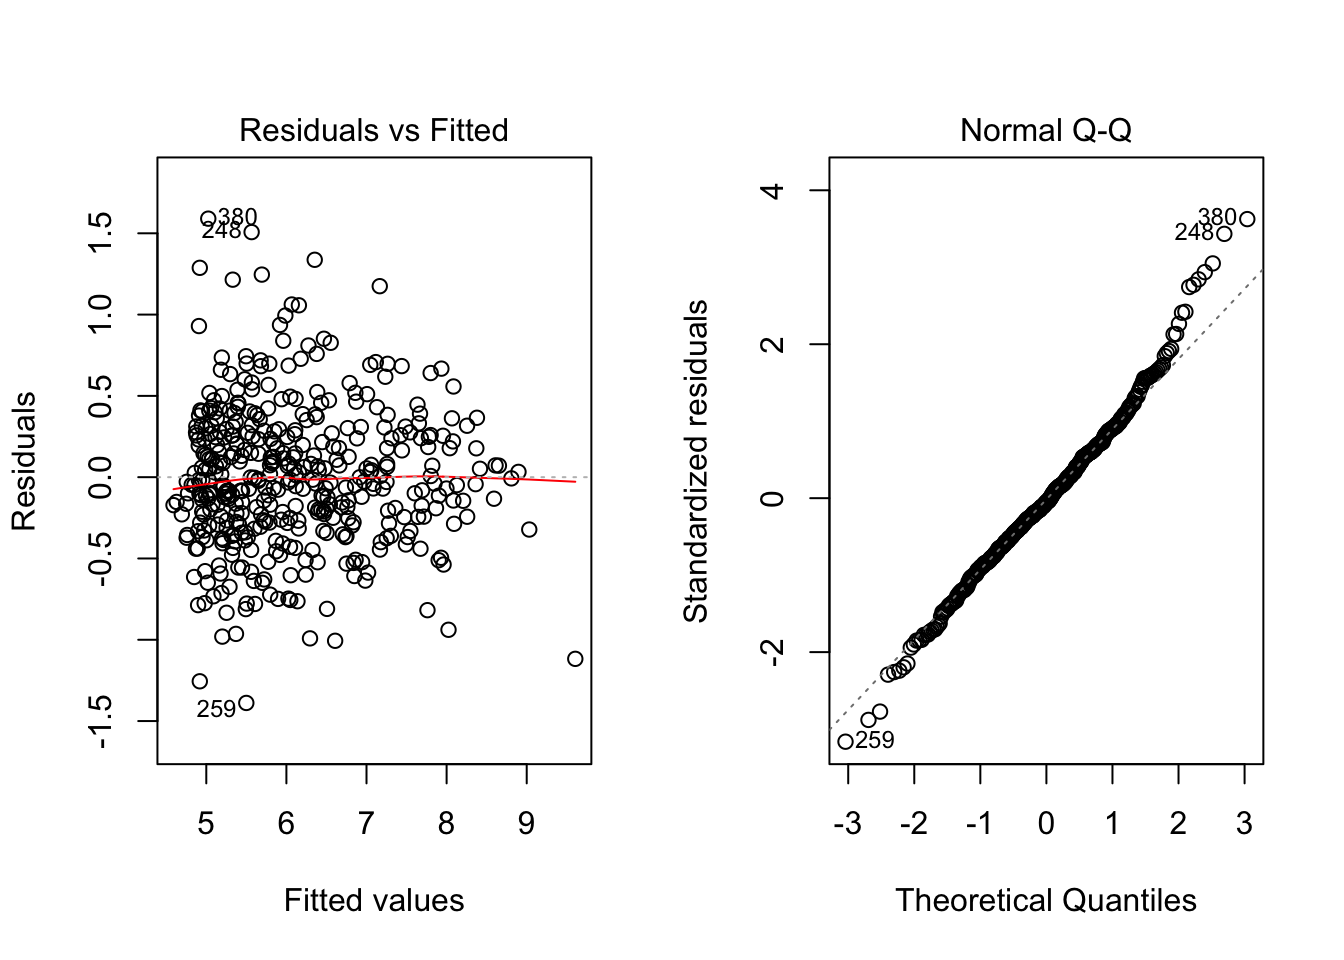 Residuals vs Fitted
Residuals
1.5
1.0
0.5
0.0
-0.5
-1.5
380
248
259
5 6 7 8 9
Fitted values
Normal Q-Q
Standardized residuals
4
2
0
-2
380
248
259
-3 -2 -1 0 1 2 3
Theoretical Quantiles